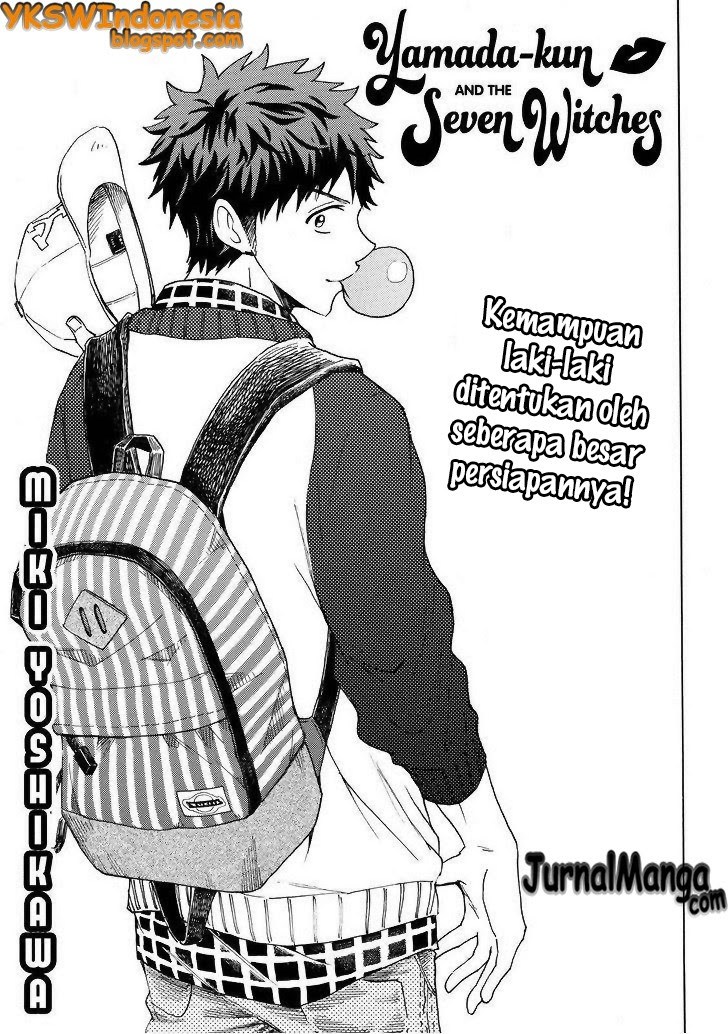 YKSWIndonesia
blogspot.com
Yamada-kun
AND THE
Seven Witches
Kemampuan
laki-laki
ditentukan oleh
seberapa besar
persiapannya!
MIKI YOSHIKAWA
JurnalManga
com